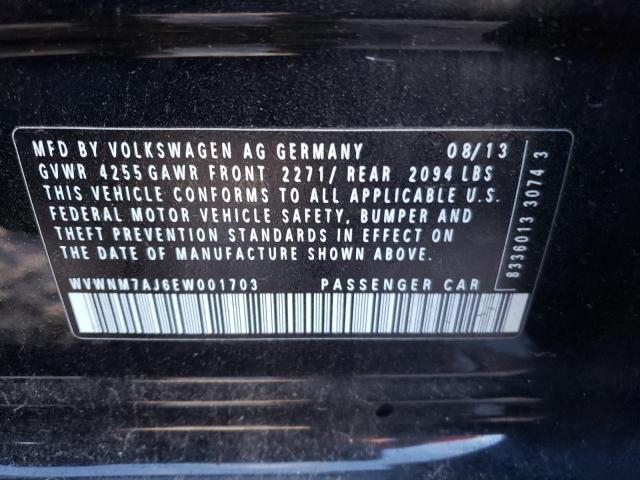 MFD BY VOLKSWAGEN AG GERMANY 08/13
GVWR 4255 GAWR FRONT 2271/ REAR 2094 LBS
THIS VEHICLE CONFORMS TO ALL APPLICABLE U.S.
FEDERAL MOTOR VEHICLE SAFETY, BUMPER AND
THEFT PREVENTION STANDARDS IN EFFECT ON
THE DATE OF MANUFACTURE SHOWN ABOVE.
WVWNM7AJ6EW001703 PASSENGER CAR
8336013 3074 3